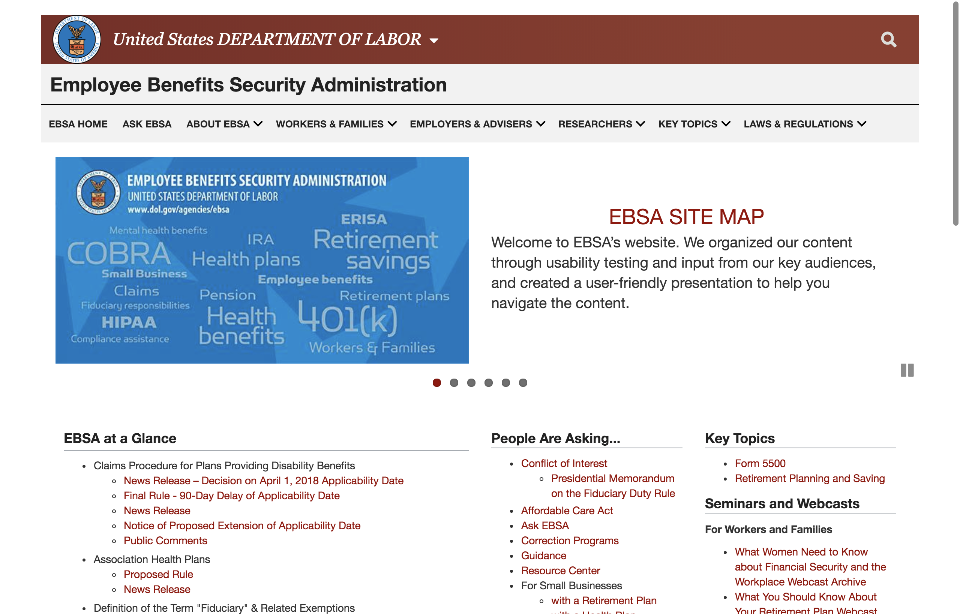 United States DEPARTMENT OF LABOR
Employee Benefits Security Administration
EBSA HOME ASK EBSA ABOUT EBSA WORKERS & FAMILIES EMPLOYERS & ADVISERS RESEARCHERS KEY TOPICS LAWS & REGULATIONS
EMPLOYEE BENEFITS SECURITY ADMINISTRATION
UNITED STATES DEPARTMENT OF LABOR
www.dol.gov/agencies/ebsa
ERISA
Mental health benefits
IRA
Retirement
savings
COBRA
Health plans
Small Business
Employee benefits
Claims
Pension
Retirement plans
Fiduciary responsibilities
HIPAA
Health
benefits
401(k)
Compliance assistance
Workers & Families
EBSA SITE MAP
Welcome to EBSA's website. We organized our content
through usability testing and input from our key audiences,
and created a user-friendly presentation to help you
navigate the content.
EBSA at a Glance
Claims Procedure for Plans Providing Disability Benefits
News Release – Decision on April 1, 2018 Applicability Date
Final Rule - 90-Day Delay of Applicability Date
News Release
Notice of Proposed Extension of Applicability Date
Public Comments
Association Health Plans
Proposed Rule
News Release
Definition of the Term "Fiduciary" & Related Exemptions
People Are Asking...
Conflict of Interest
Presidential Memorandum
on the Fiduciary Duty Rule
Affordable Care Act
Ask EBSA
Correction Programs
Guidance
Resource Center
For Small Businesses
with a Retirement Plan
with a Health Plan
Key Topics
Form 5500
Retirement Planning and Saving
Seminars and Webcasts
For Workers and Families
What Women Need to Know
about Financial Security and the
Workplace Webcast Archive
What You Should Know About
Your Retirement Plan Webcast